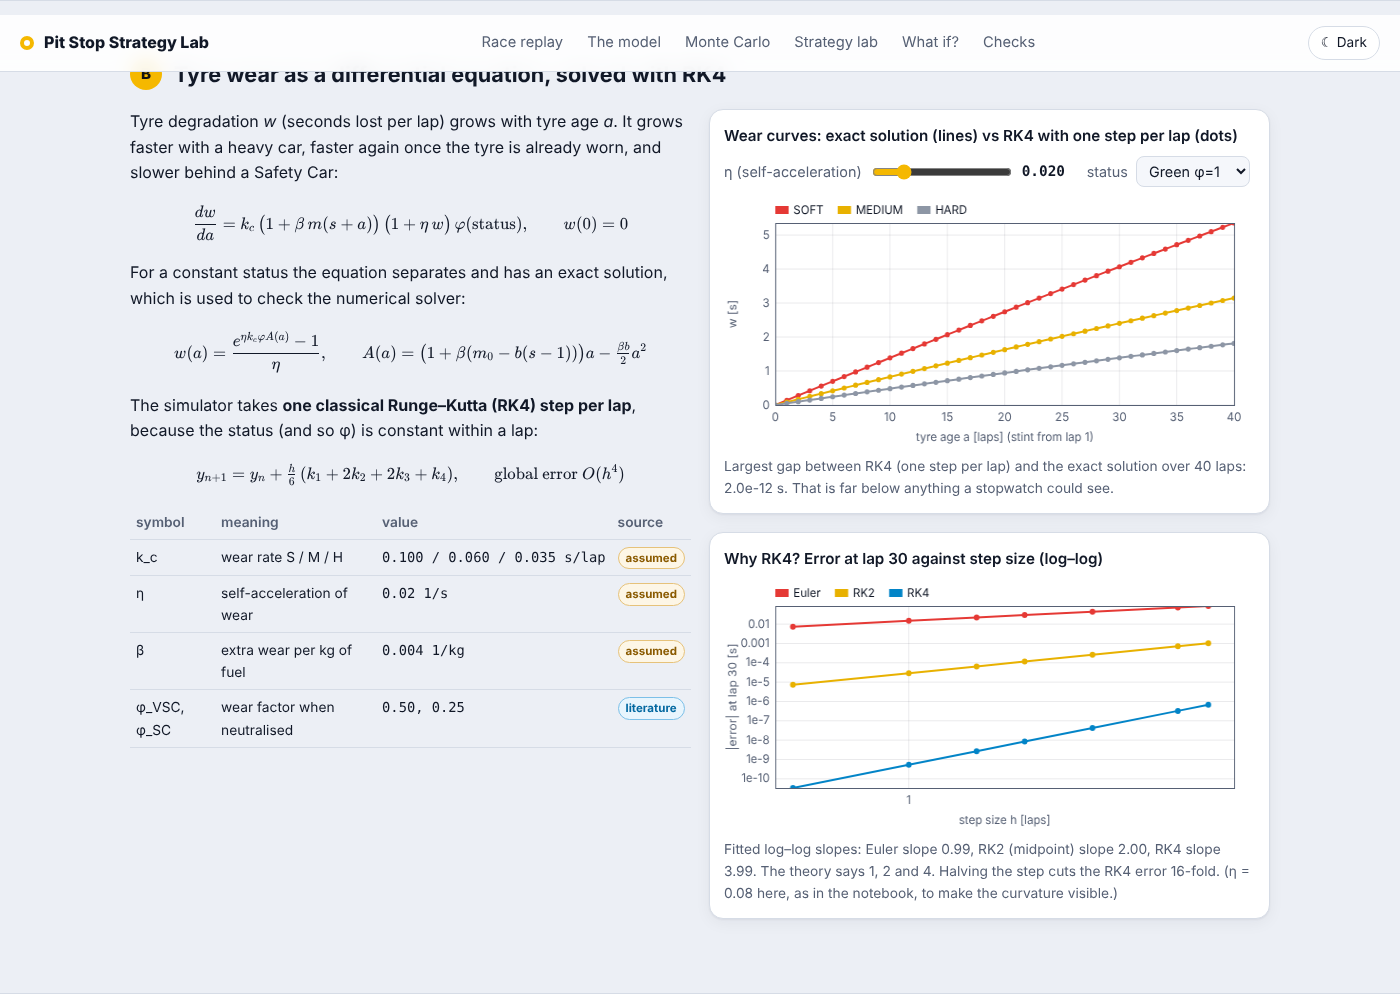 Pit Stop Strategy Lab
Race replay
The model
Monte Carlo
Strategy lab
What if?
Checks
☾ Dark
B Tyre wear as a differential equation, solved with RK4
Tyre degradation w (seconds lost per lap) grows with tyre age a. It grows
faster with a heavy car, faster again once the tyre is already worn, and
slower behind a Safety Car:
dw/da = k_c (1 + β m(s + a)) (1 + η w) φ(status), w(0) = 0
For a constant status the equation separates and has an exact solution,
which is used to check the numerical solver:
w(a) = (e^{ηk_cφA(a)} − 1)/η, A(a) = (1 + β(m₀ − b(s − 1)))a − (βb/2)a²
The simulator takes one classical Runge–Kutta (RK4) step per lap,
because the status (and so φ) is constant within a lap:
y_{n+1} = y_n + h/6 (k₁ + 2k₂ + 2k₃ + k₄), global error O(h⁴)
symbol meaning value source
k_c wear rate S / M / H 0.100 / 0.060 / 0.035 s/lap assumed
η self-acceleration of 0.02 1/s assumed
wear
β extra wear per kg of 0.004 1/kg assumed
fuel
φ_VSC, wear factor when 0.50, 0.25 literature
φ_SC neutralised
Wear curves: exact solution (lines) vs RK4 with one step per lap (dots)
η (self-acceleration) 0.020 status Green φ=1
SOFT MEDIUM HARD
5
4
3
2
1
0
w [s]
0 5 10 15 20 25 30 35 40
tyre age a [laps] (stint from lap 1)
Largest gap between RK4 (one step per lap) and the exact solution over 40 laps:
2.0e-12 s. That is far below anything a stopwatch could see.
Why RK4? Error at lap 30 against step size (log–log)
Euler RK2 RK4
0.01
0.001
1e-4
1e-5
1e-6
1e-7
1e-8
1e-9
1e-10
|error| at lap 30 [s]
1
step size h [laps]
Fitted log–log slopes: Euler slope 0.99, RK2 (midpoint) slope 2.00, RK4 slope
3.99. The theory says 1, 2 and 4. Halving the step cuts the RK4 error 16-fold. (η =
0.08 here, as in the notebook, to make the curvature visible.)